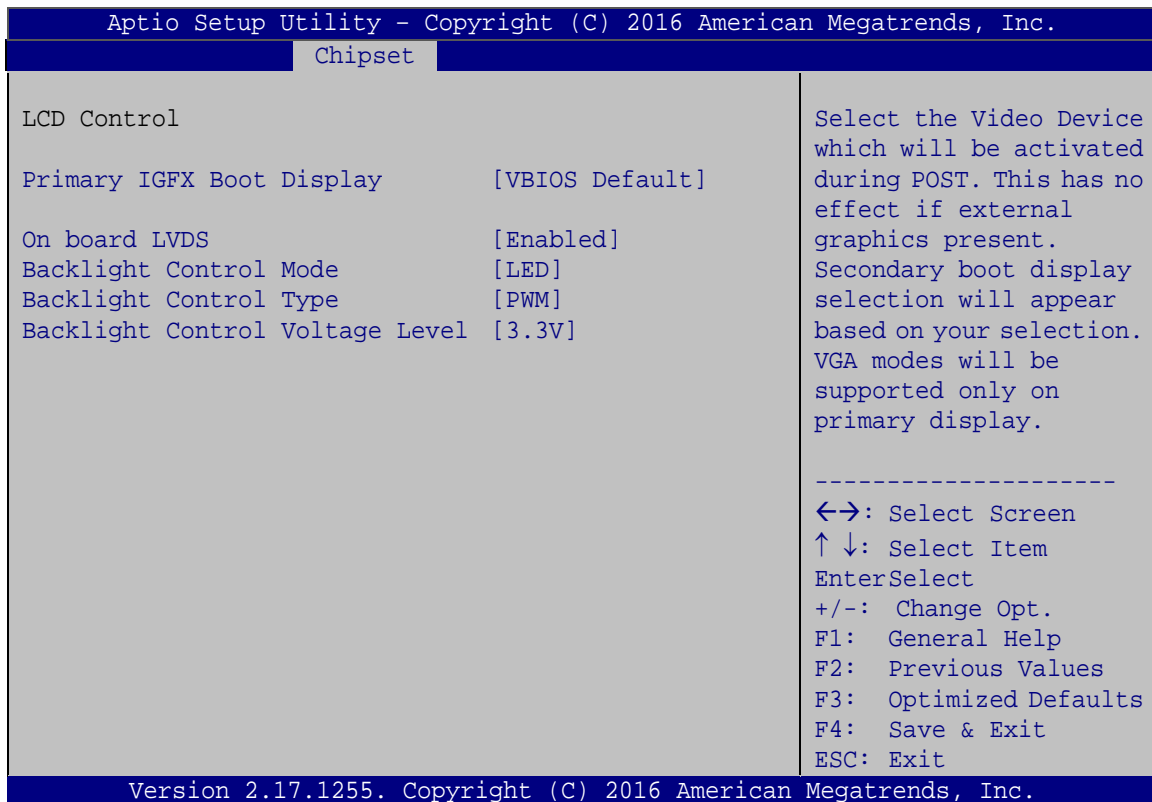 Aptio Setup Utility – Copyright (C) 2016 American Megatrends, Inc.
Chipset
LCD Control
Primary IGFX Boot Display [VBIOS Default]
On board LVDS [Enabled]
Backlight Control Mode [LED]
Backlight Control Type [PWM]
Backlight Control Voltage Level [3.3V]
Select the Video Device
which will be activated
during POST. This has no
effect if external
graphics present.
Secondary boot display
selection will appear
based on your selection.
VGA modes will be
supported only on
primary display.
---------------------
←→: Select Screen
↑ ↓: Select Item
EnterSelect
+/-: Change Opt.
F1: General Help
F2: Previous Values
F3: Optimized Defaults
F4: Save & Exit
ESC: Exit
Version 2.17.1255. Copyright (C) 2016 American Megatrends, Inc.